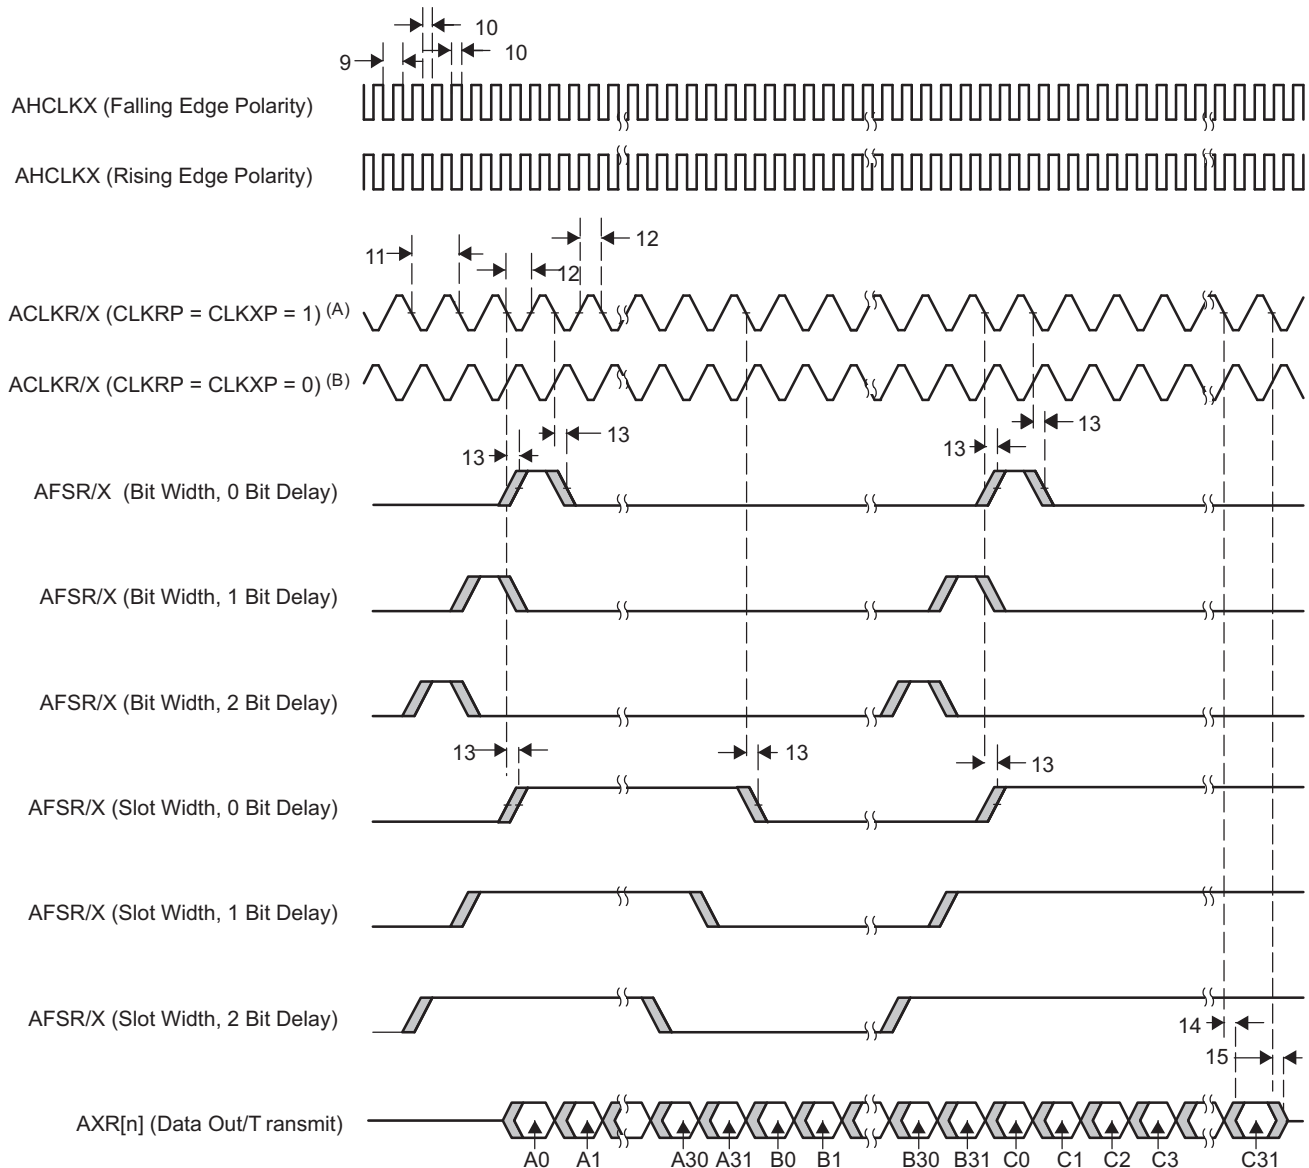 10
10
9
AHCLKX (Falling Edge Polarity)
AHCLKX (Rising Edge Polarity)
12
11
12
ACLKR/X (CLKRP = CLKXP = 1) (A)
ACLKR/X (CLKRP = CLKXP = 0) (B)
13
13
13
13
AFSR/X (Bit Width, 0 Bit Delay)
AFSR/X (Bit Width, 1 Bit Delay)
AFSR/X (Bit Width, 2 Bit Delay)
13
13
13
AFSR/X (Slot Width, 0 Bit Delay)
AFSR/X (Slot Width, 1 Bit Delay)
AFSR/X (Slot Width, 2 Bit Delay)
14
15
AXR[n] (Data Out/T ransmit)
A0 A1 A30 A31 B0 B1 B30 B31 C0 C1 C2 C3 C31